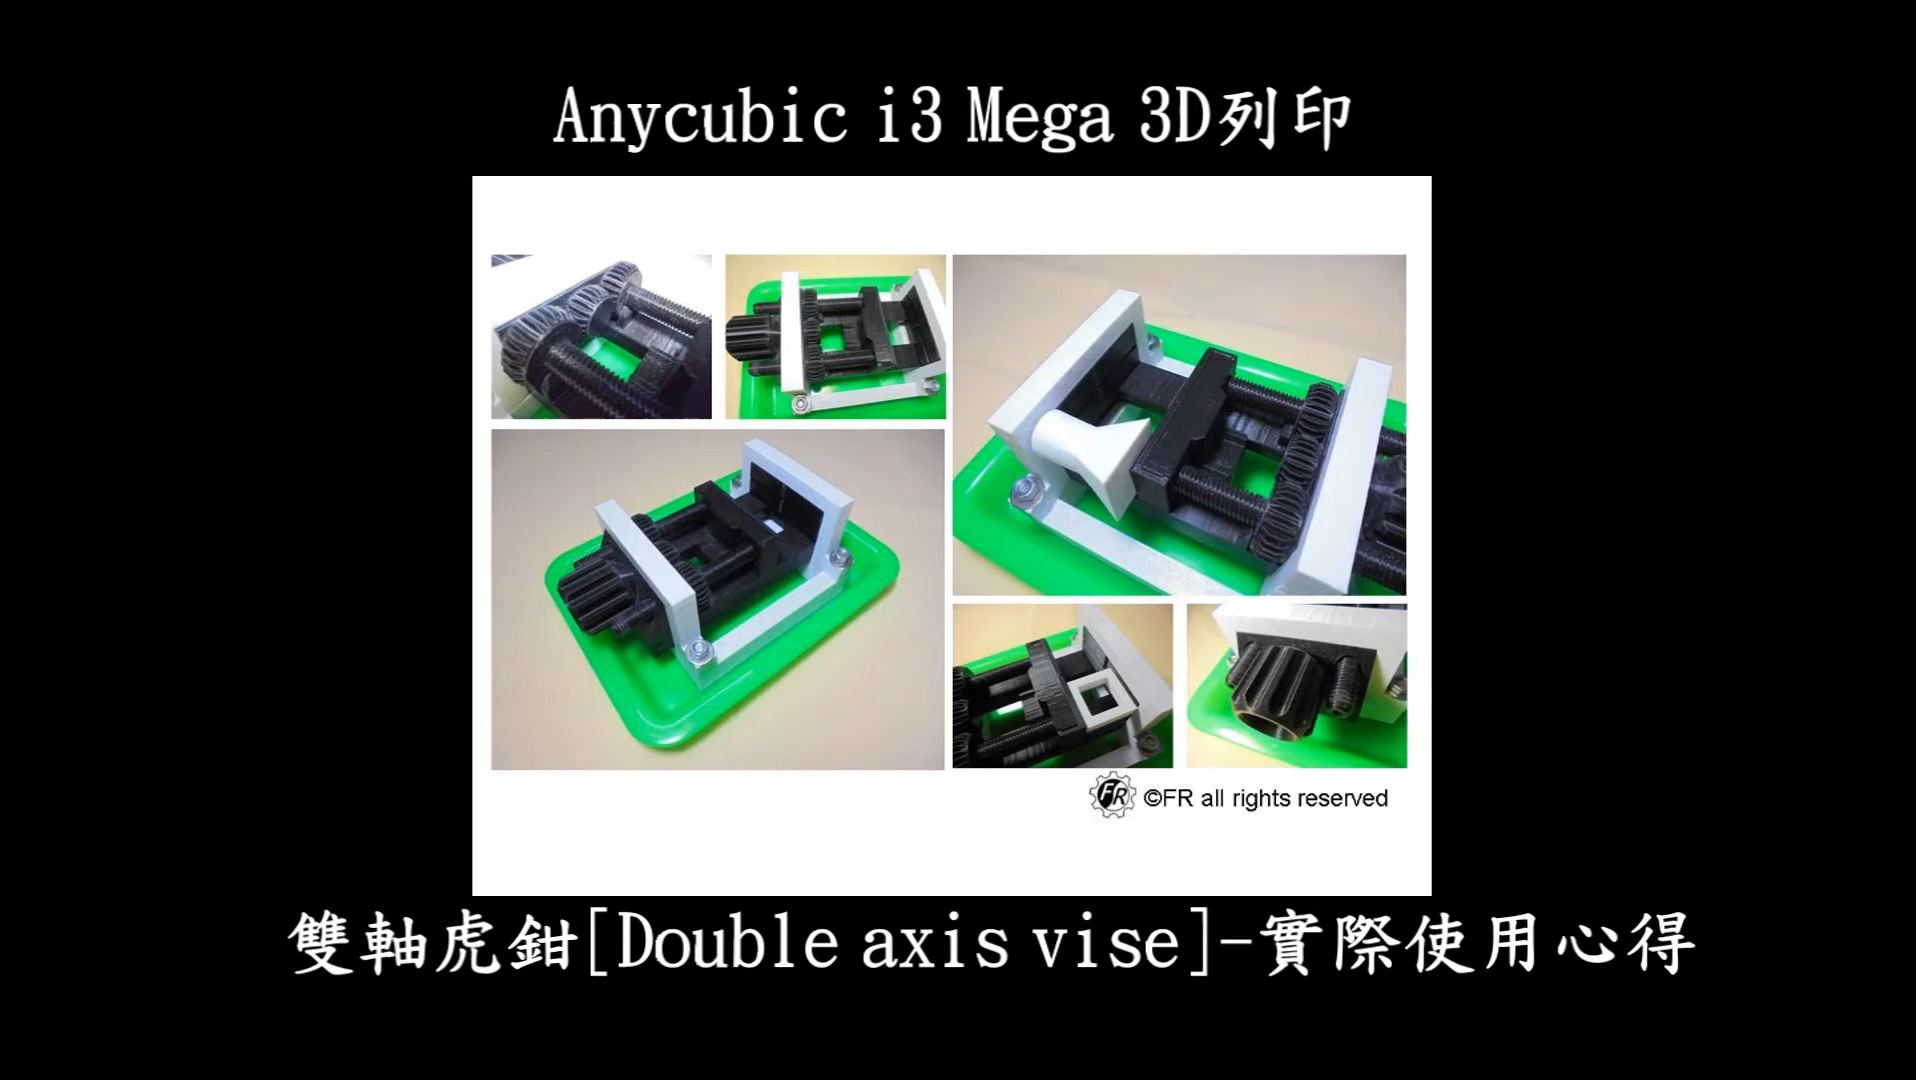 Anycubic i3 Mega 3D列印
FR ©FR all rights reserved
雙軸虎鉗[Double axis vise]-實際使用心得